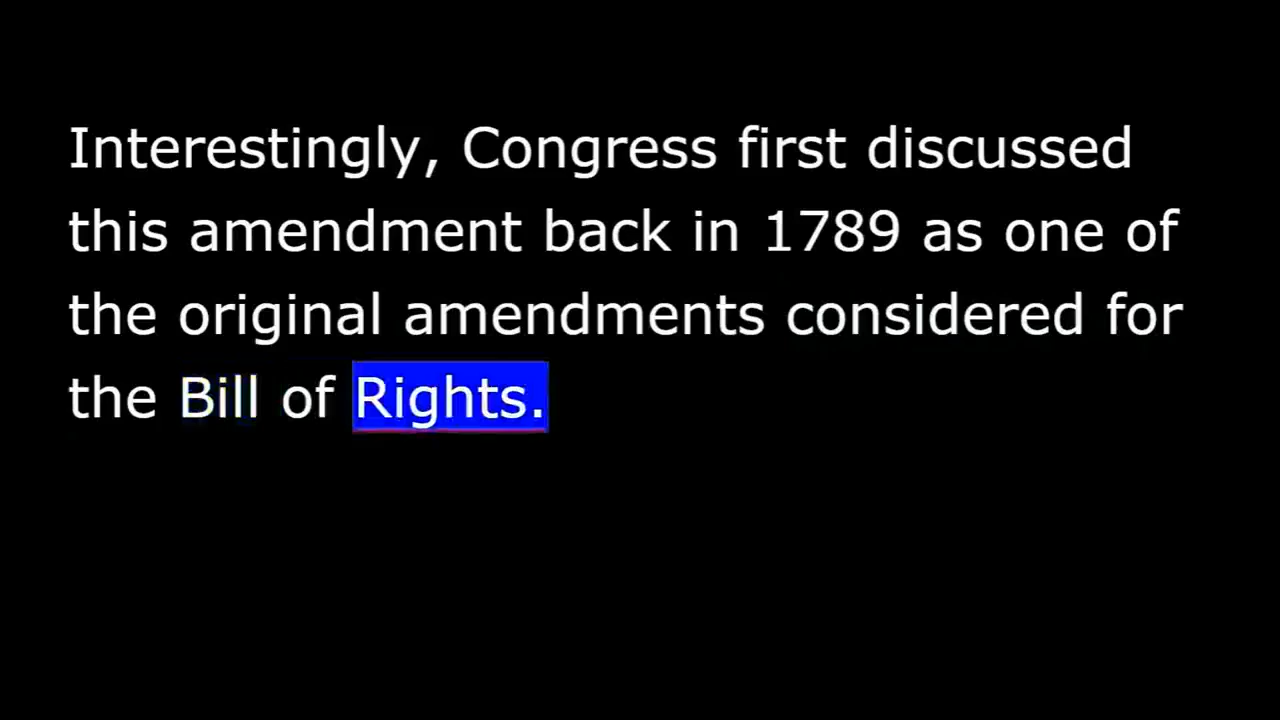 Interestingly, Congress first discussed
this amendment back in 1789 as one of
the original amendments considered for
the Bill of Rights.